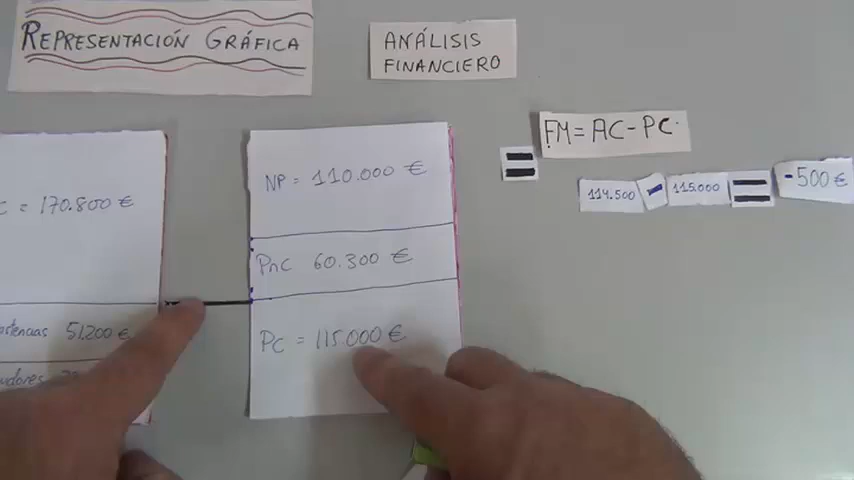 REPRESENTACIÓN GRÁFICA
ANÁLISIS
FINANCIERO
FM = AC - PC
=
114.500 - 115.000 = -500 €
C = 170.800 €
NP = 110.000 €
PnC 60.300 €
51.200 €
PC = 115.000 €